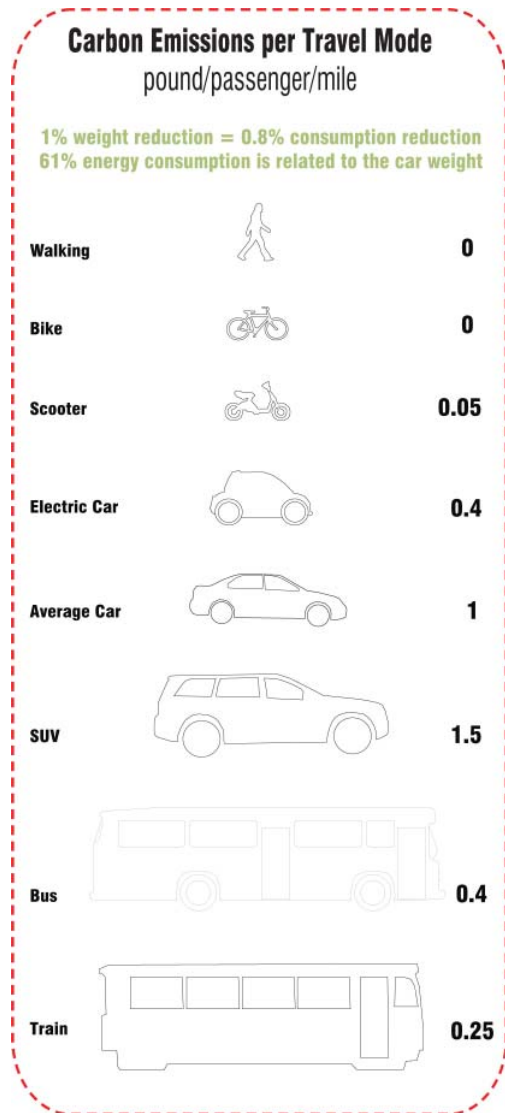 Carbon Emissions per Travel Mode
pound/passenger/mile
1% weight reduction = 0.8% consumption reduction
61% energy consumption is related to the car weight
Walking 0
Bike 0
Scooter 0.05
Electric Car 0.4
Average Car 1
SUV 1.5
Bus 0.4
Train 0.25